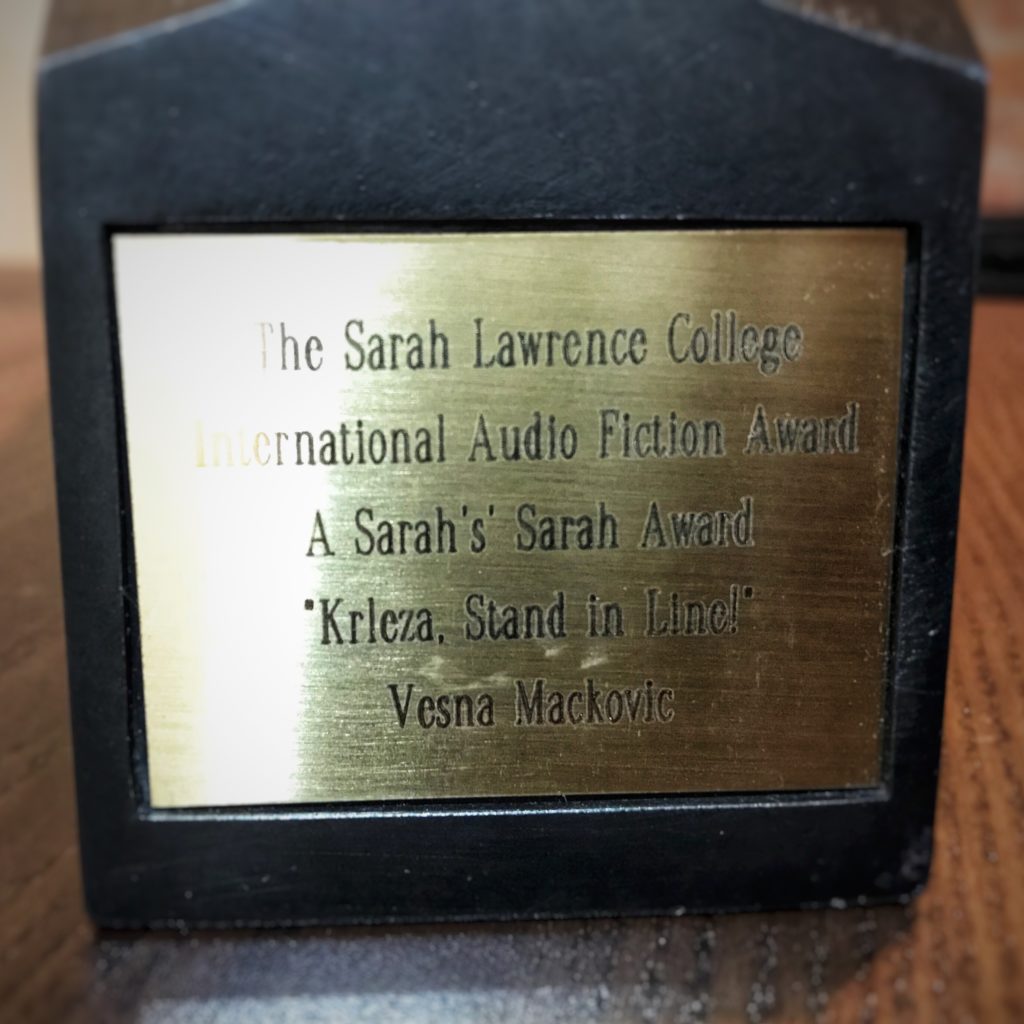 The Sarah Lawrence College
International Audio Fiction Award
A Sarah's' Sarah Award
"Krleza, Stand in Line!"
Vesna Mackovic